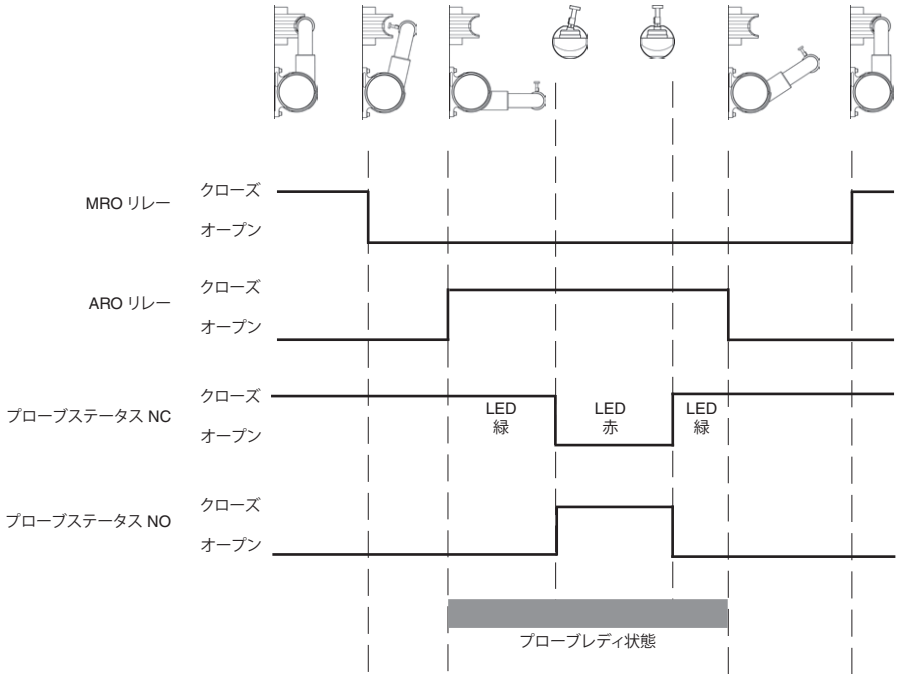 MRO リレー
クローズ
オープン
ARO リレー
クローズ
オープン
プローブステータス NC
クローズ
オープン
LED
緑
LED
赤
LED
緑
プローブステータス NO
クローズ
オープン
プローブレディ状態